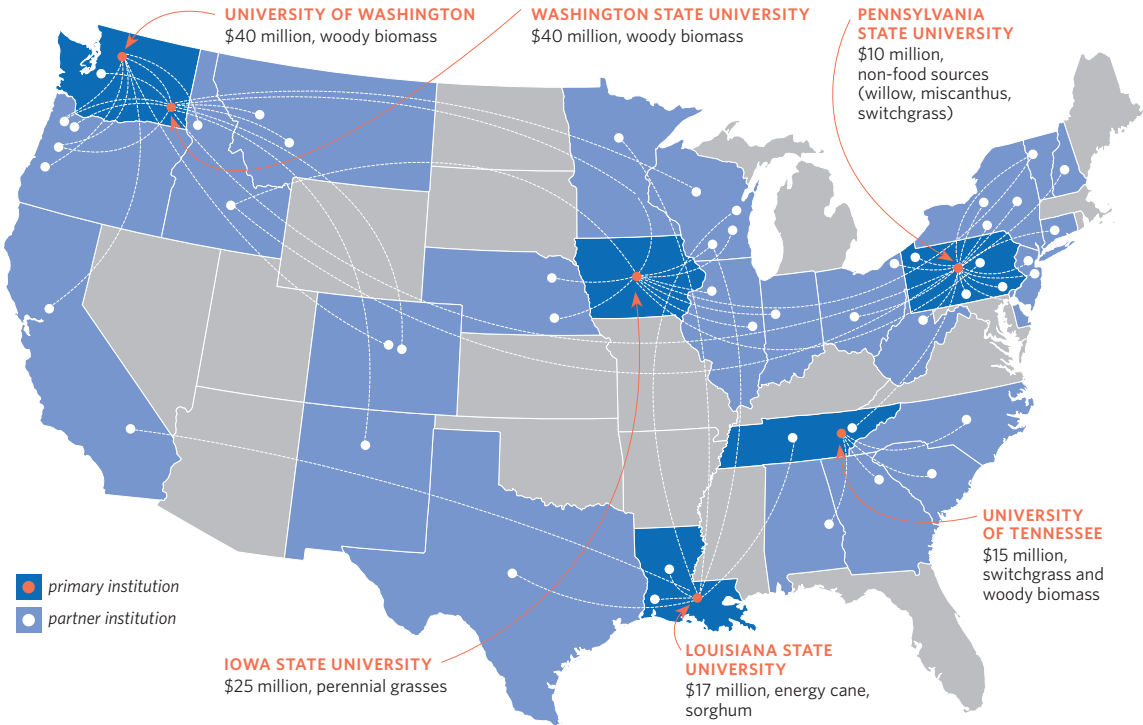 UNIVERSITY OF WASHINGTON
$40 million, woody biomass
WASHINGTON STATE UNIVERSITY
$40 million, woody biomass
PENNSYLVANIA
STATE UNIVERSITY
$10 million,
non-food sources
(willow, miscanthus,
switchgrass)
UNIVERSITY
OF TENNESSEE
$15 million,
switchgrass and
woody biomass
primary institution
partner institution
IOWA STATE UNIVERSITY
$25 million, perennial grasses
LOUISIANA STATE
UNIVERSITY
$17 million, energy cane,
sorghum